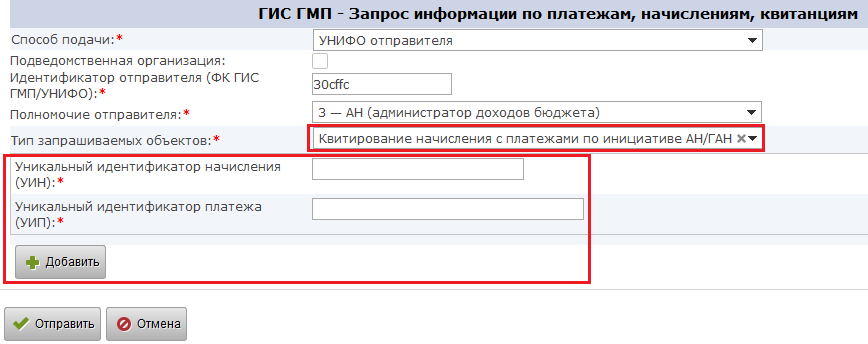 ГИС ГМП - Запрос информации по платежам, начислениям, квитанциям
Способ подачи:* УНИФО отправителя
Подведомственная организация:
Идентификатор отправителя (ФК ГИС
ГМП/УНИФО):* 30cffc
Полномочие отправителя:* 3 — АН (администратор доходов бюджета)
Тип запрашиваемых объектов:* Квитирование начисления с платежами по инициативе АН/ГАН
Уникальный идентификатор начисления
(УИН):*
Уникальный идентификатор платежа
(УИП):*
Добавить
Отправить Отмена